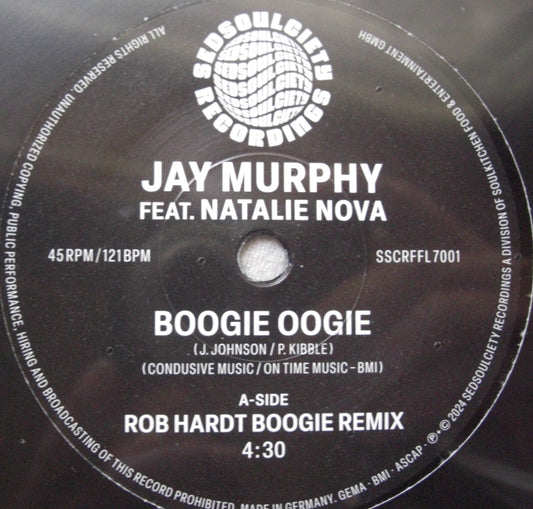 SEDSOULCIETY
RECORDINGS
JAY MURPHY
FEAT. NATALIE NOVA
45 RPM / 121 BPM
SSCRFFL7001
BOOGIE OOGIE
(J. JOHNSON / P. KIBBLE)
(CONDUSIVE MUSIC / ON TIME MUSIC – BMI)
A-SIDE
ROB HARDT BOOGIE REMIX
4:30
ALL RIGHTS RESERVED. UNAUTHORIZED COPYING, PUBLIC PERFORMANCE, HIRING AND BROADCASTING OF THIS RECORD PROHIBITED. MADE IN GERMANY. GEMA · BMI · ASCAP · ℗ © 2024 SEDSOULCIETY RECORDINGS A DIVISION OF SOULKITCHEN FOOD & ENTERTAINMENT GMBH